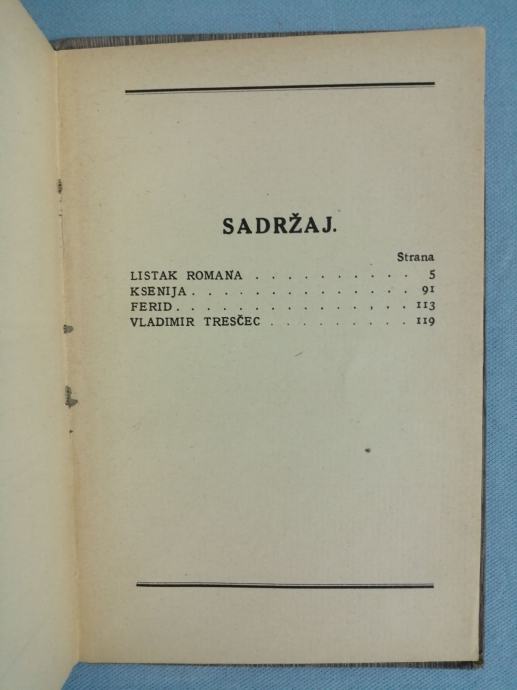 SADRŽAJ.
Strana
LISTAK ROMANA . . . . . . . . . . 5
KSENIJA . . . . . . . . . . . . . . 91
FERID . . . . . . . . . . . . . . . 113
VLADIMIR TRESČEC . . . . . . . . . 119